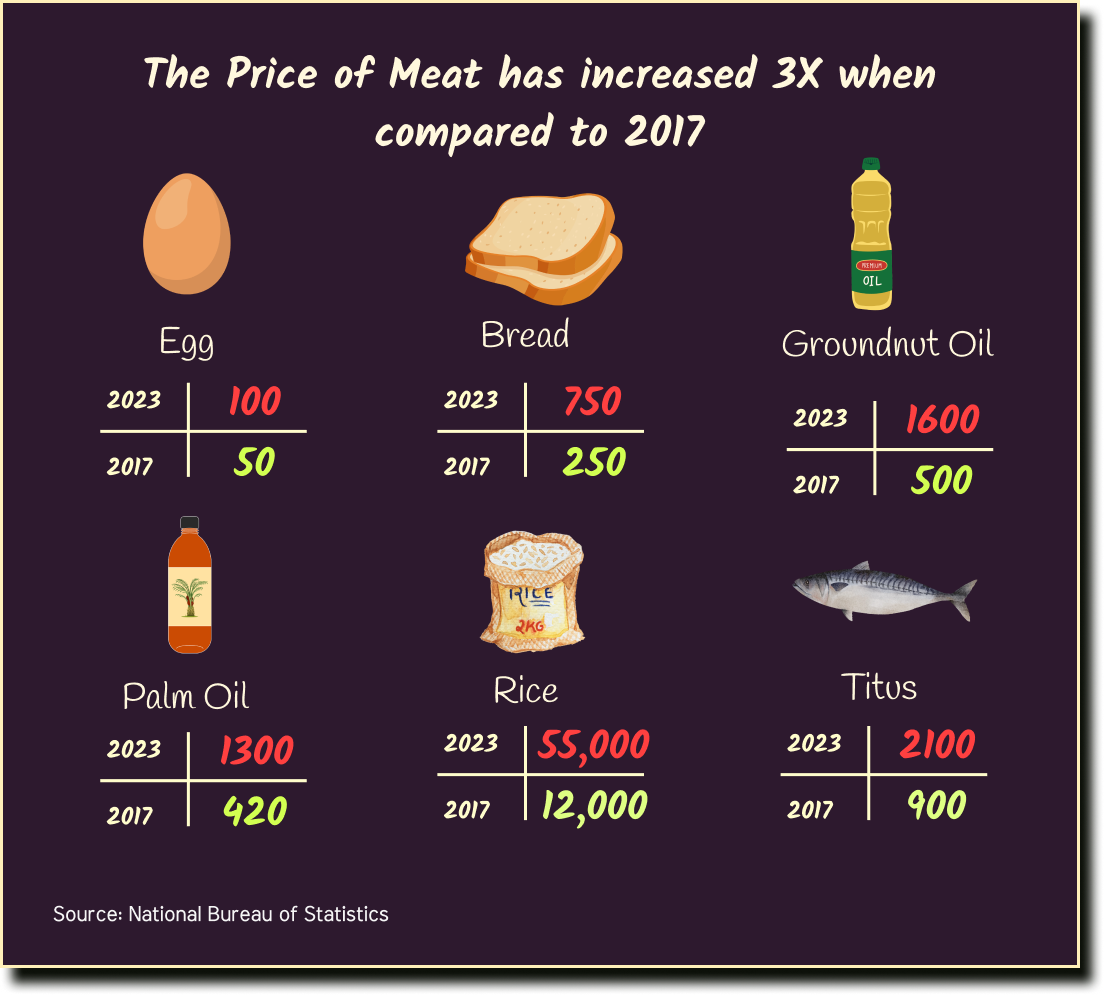 The Price of Meat has increased 3X when
compared to 2017
PREMIUM
OIL
Egg
Bread
Groundnut Oil
2023 100
2017 50
2023 750
2017 250
2023 1600
2017 500
RICE
2KG
Palm Oil
Rice
Titus
2023 1300
2017 420
2023 55,000
2017 12,000
2023 2100
2017 900
Source: National Bureau of Statistics